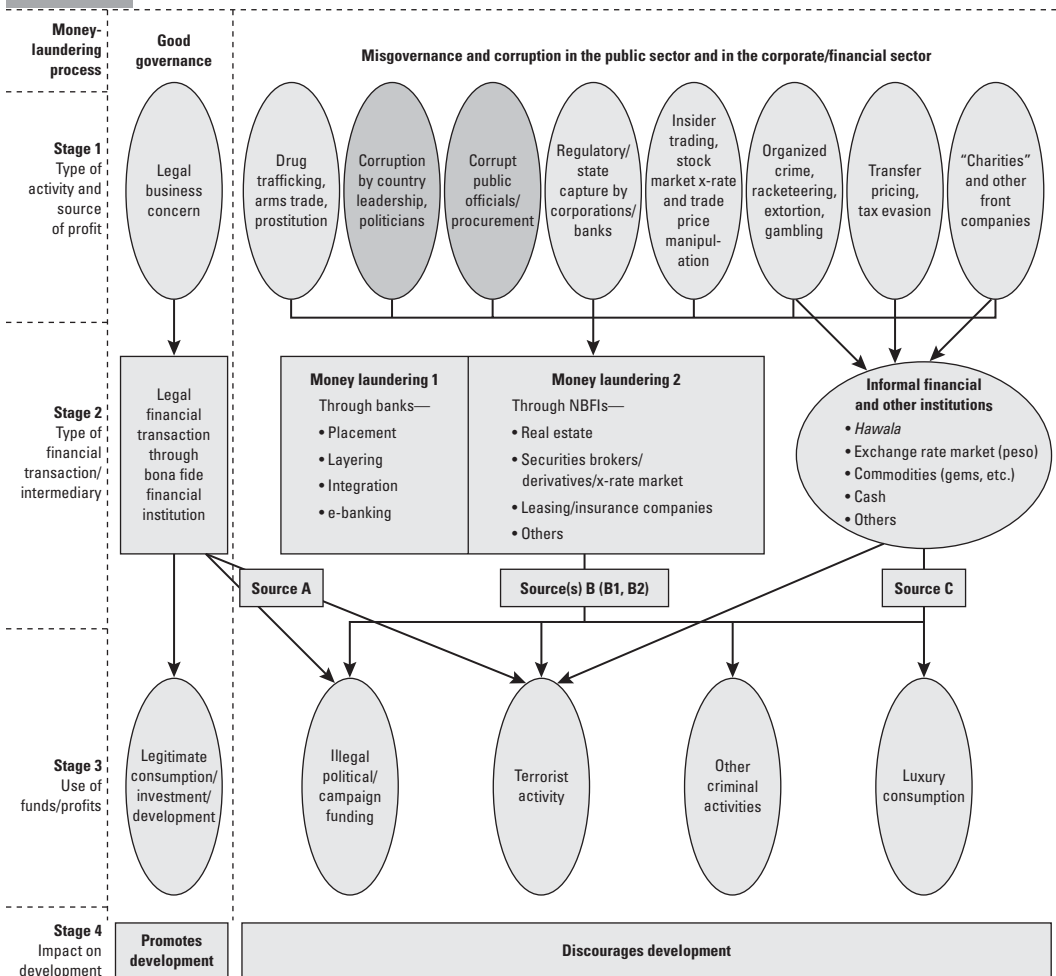 Money-
laundering
process
Good
governance
Misgovernance and corruption in the public sector and in the corporate/financial sector
Stage 1
Type of
activity and
source
of profit
Legal
business
concern
Drug
trafficking,
arms trade,
prostitution
Corruption
by country
leadership,
politicians
Corrupt
public
officials/
procurement
Regulatory/
state
capture by
corporations/
banks
Insider
trading,
stock
market x-rate
and trade
price
manipul-
ation
Organized
crime,
racketeering,
extortion,
gambling
Transfer
pricing,
tax evasion
“Charities”
and other
front
companies
Stage 2
Type of
financial
transaction/
intermediary
Legal
financial
transaction
through
bona fide
financial
institution
Money laundering 1
Through banks—
• Placement
• Layering
• Integration
• e-banking
Money laundering 2
Through NBFIs—
• Real estate
• Securities brokers/
derivatives/x-rate market
• Leasing/insurance companies
• Others
Informal financial
and other institutions
• Hawala
• Exchange rate market (peso)
• Commodities (gems, etc.)
• Cash
• Others
Source A
Source(s) B (B1, B2)
Source C
Stage 3
Use of
funds/profits
Legitimate
consumption/
investment/
development
Illegal
political/
campaign
funding
Terrorist
activity
Other
criminal
activities
Luxury
consumption
Stage 4
Impact on
development
Promotes
development
Discourages development